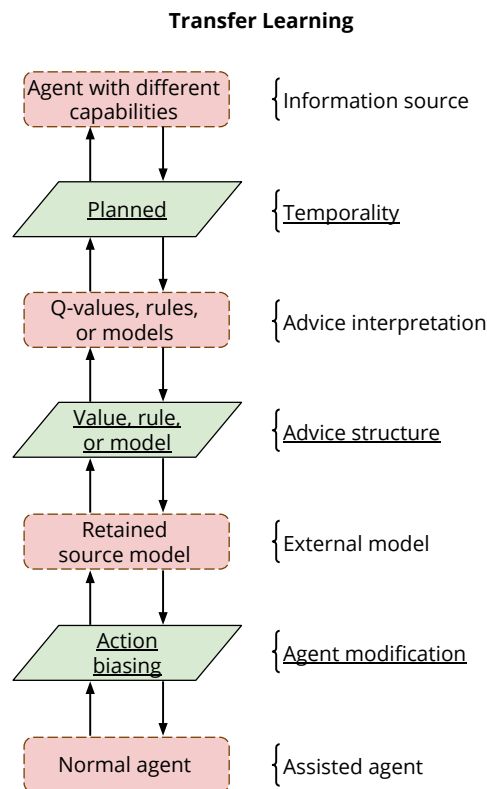 Transfer Learning
Agent with different
capabilities
Information source
Planned
Temporality
Q-values, rules,
or models
Advice interpretation
Value, rule,
or model
Advice structure
Retained
source model
External model
Action
biasing
Agent modification
Normal agent
Assisted agent